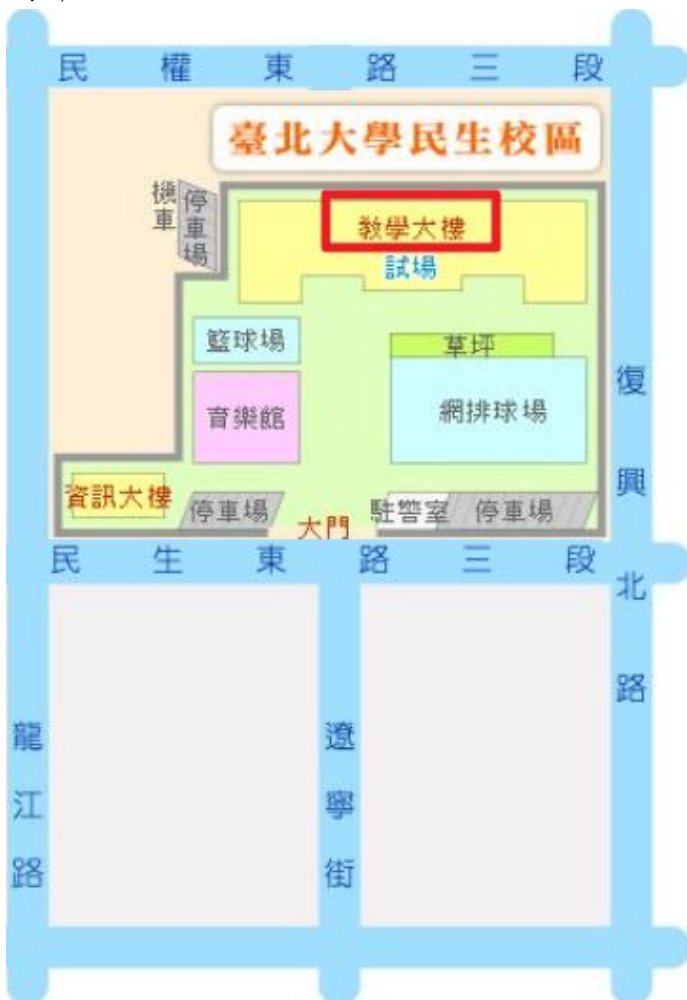 民權東路三段
臺北大學民生校區
機車
停車場
教學大樓
試場
籃球場
草坪
育樂館
網排球場
復興北路
資訊大樓
停車場
大門
駐警室
停車場
民生東路三段
龍江路
遼寧街